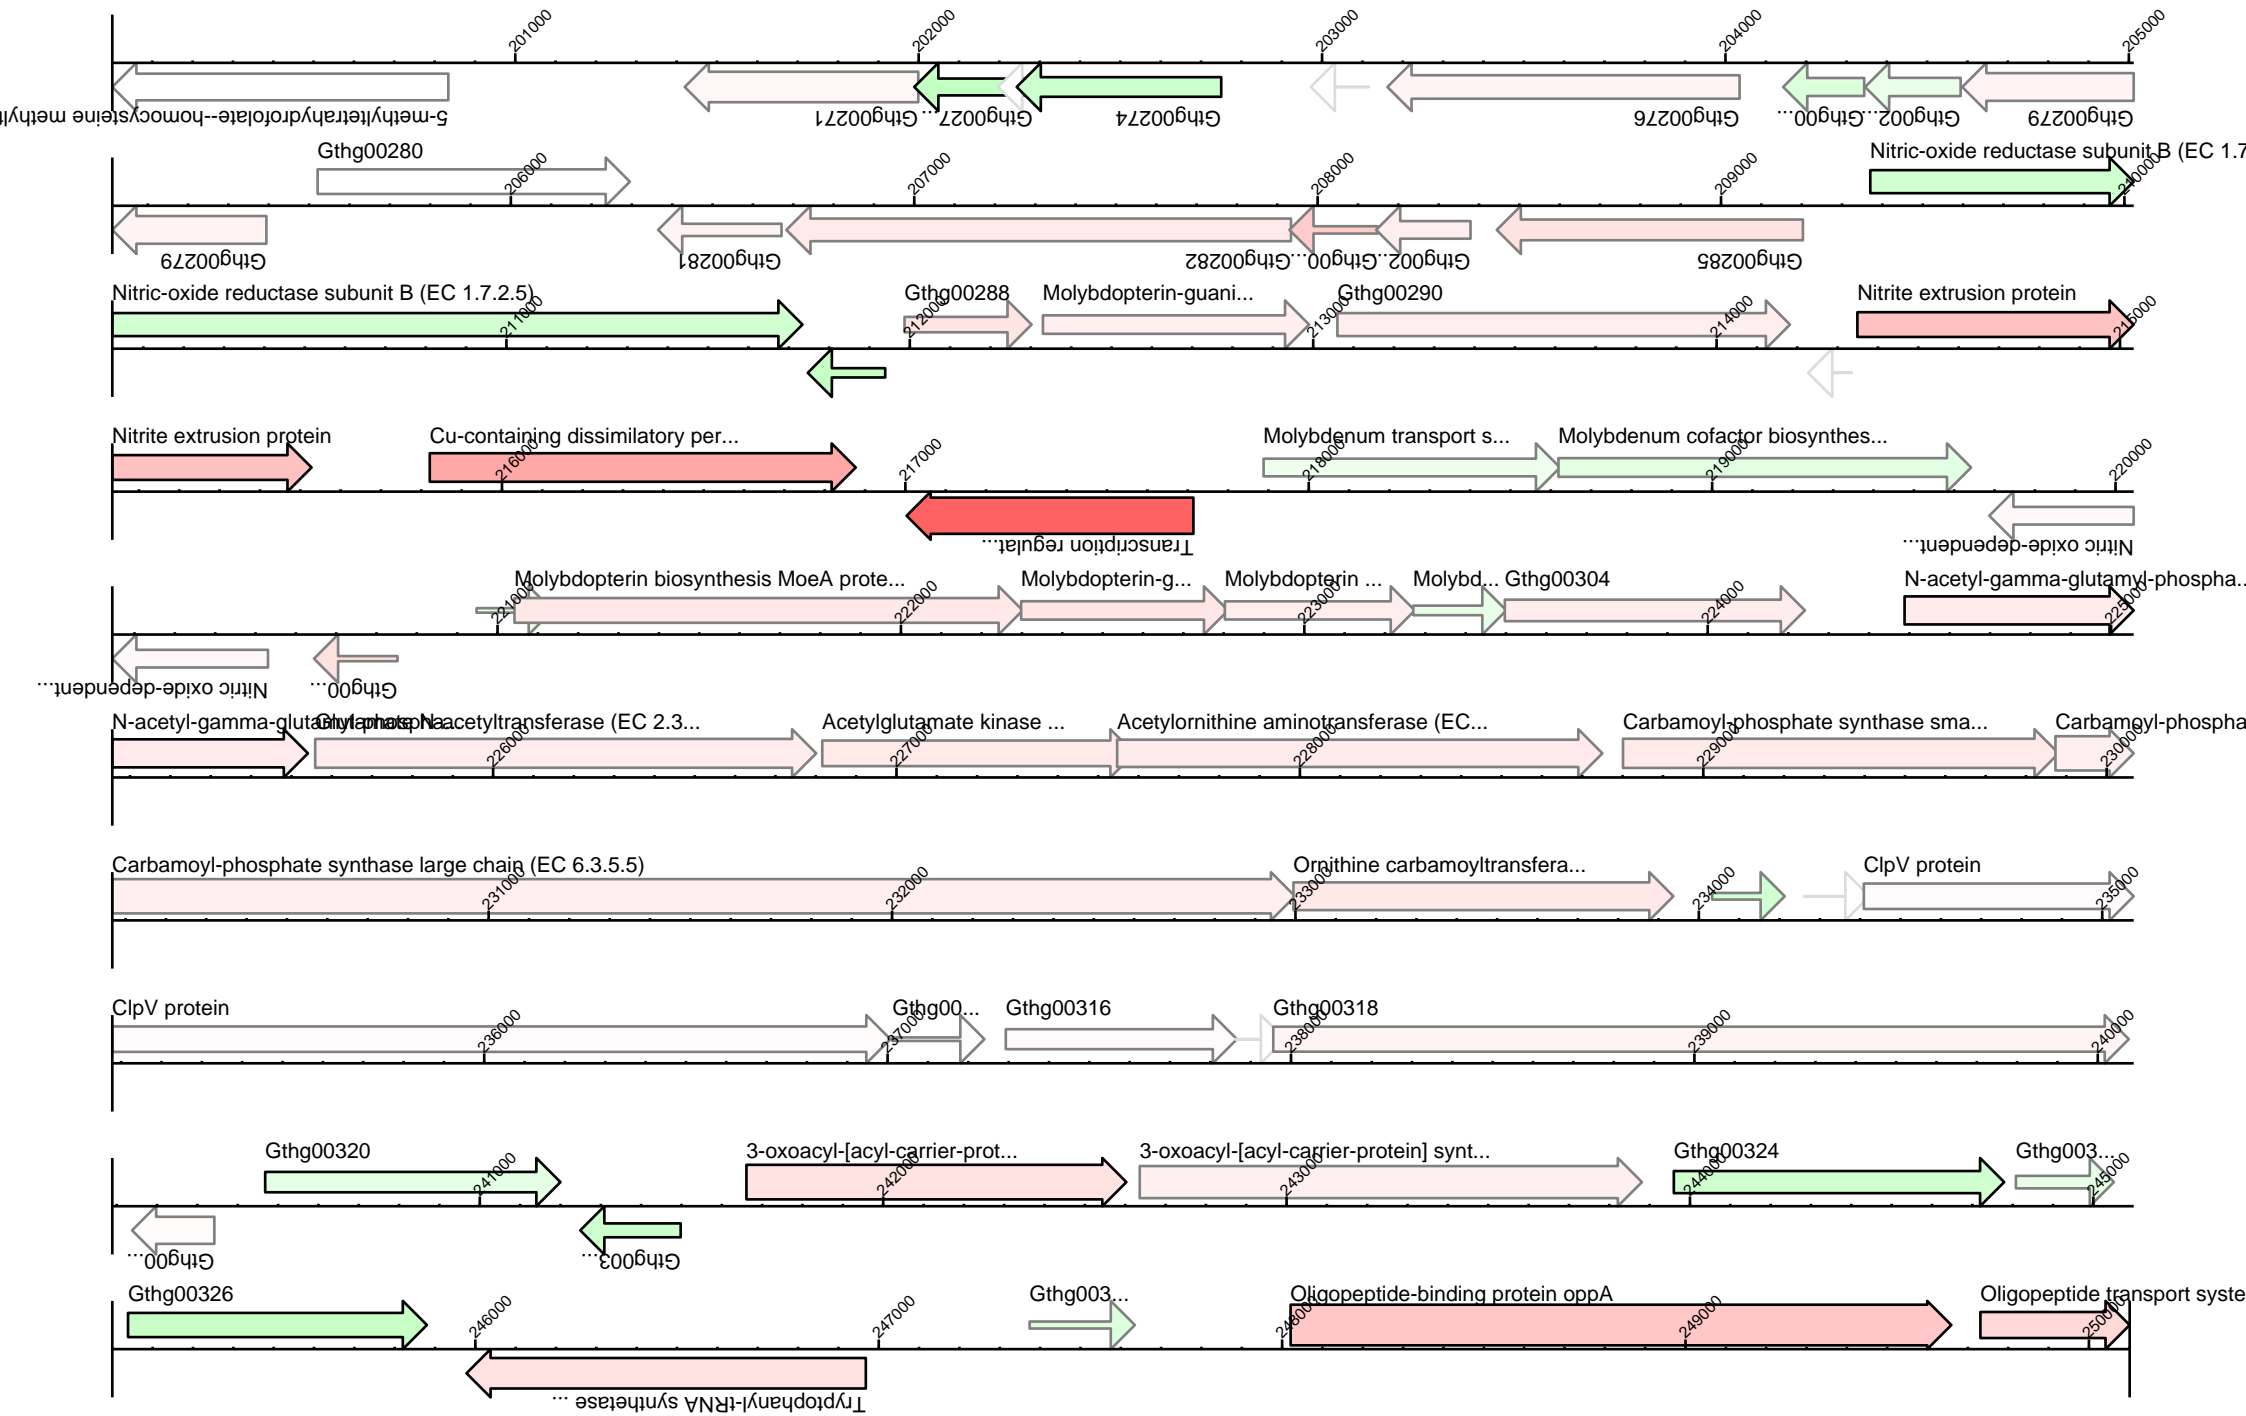 201000 202000 203000 204000 205000
5-methyltetrahydrofolate--homocysteine methyl
Gthg00271 Gthg0027... Gthg00274 Gthg00276 Gthg00... Gthg002... Gthg00279
Gthg00280 Nitric-oxide reductase subunit B (EC 1.7
206000 207000 208000 209000 210000
Gthg00279 Gthg00281 Gthg00282 Gthg00... Gthg002... Gthg00285
Nitric-oxide reductase subunit B (EC 1.7.2.5) Gthg00288 Molybdopterin-guani... Gthg00290 Nitrite extrusion protein
211000 212000 213000 214000 215000
Nitrite extrusion protein Cu-containing dissimilatory per... Molybdenum transport s... Molybdenum cofactor biosynthes...
216000 217000 218000 219000 220000
Transcription regulat... Nitric oxide-dependent...
Molybdopterin biosynthesis MoeA prote... Molybdopterin-g... Molybdopterin ... Molybd... Gthg00304 N-acetyl-gamma-glutamyl-phospha...
221000 222000 223000 224000 225000
Nitric oxide-dependent... Gthg00...
N-acetyl-gamma-glutamyl-phospha... Glutamate N-acetyltransferase (EC 2.3... Acetylglutamate kinase ... Acetylornithine aminotransferase (EC... Carbamoyl-phosphate synthase sma... Carbamoyl-phospha
226000 227000 228000 229000 230000
Carbamoyl-phosphate synthase large chain (EC 6.3.5.5) Ornithine carbamoyltransfera... ClpV protein
231000 232000 233000 234000 235000
ClpV protein Gthg00... Gthg00316 Gthg00318
236000 237000 238000 239000 240000
Gthg00320 3-oxoacyl-[acyl-carrier-prot... 3-oxoacyl-[acyl-carrier-protein] synt... Gthg00324 Gthg003...
241000 242000 243000 244000 245000
Gthg00... Gthg003...
Gthg00326 Gthg003... Oligopeptide-binding protein oppA Oligopeptide transport syste
246000 247000 248000 249000 250000
Tryptophanyl-tRNA synthetase ...